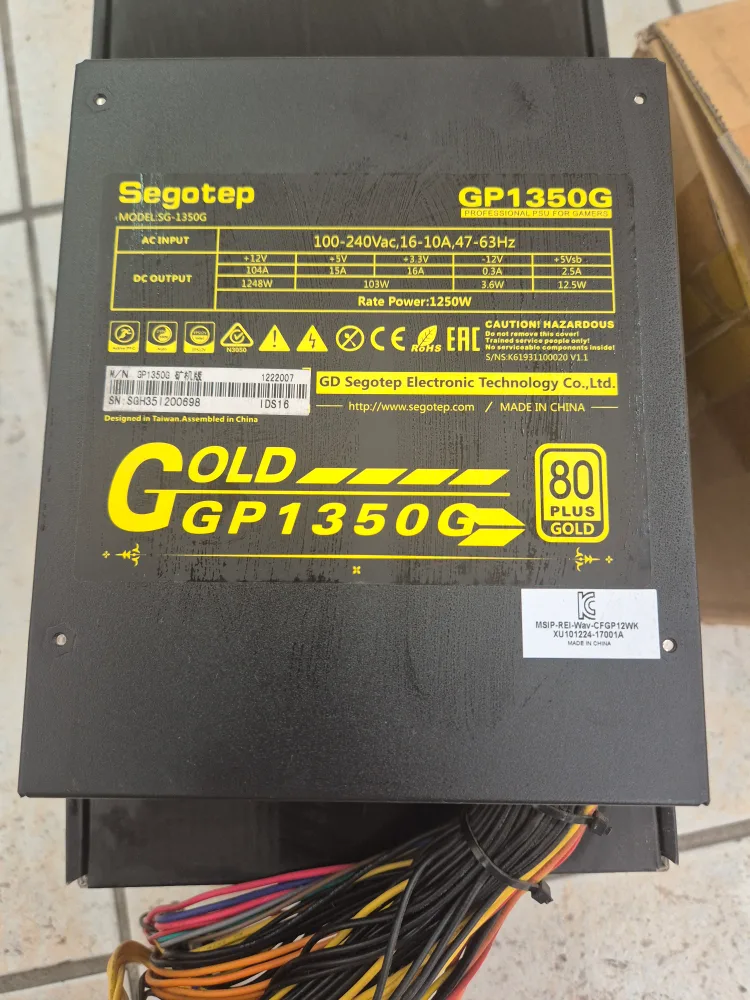 Segotep
GP1350G
MODEL:SG-1350G
PROFESSIONAL PSU FOR GAMERS
AC INPUT 100-240Vac,16-10A,47-63Hz
DC OUTPUT +12V +5V +3.3V -12V +5Vsb
104A 15A 16A 0.3A 2.5A
1248W 103W 3.6W 12.5W
Rate Power:1250W
N3050
CE
RoHS
EAC
CAUTION! HAZARDOUS
Do not remove this cover!
Trained service people only!
No serviceable components inside!
S/NS:K61931100020 V1.1
M/N. GP1350G 矿机版 1222007
SN:SGH35I200698 IDS16
GD Segotep Electronic Technology Co.,Ltd.
http://www.segotep.com / MADE IN CHINA
Designed in Taiwan.Assembled in China
GOLD
GP1350G
80
PLUS
GOLD
MSIP-REI-Wav-CFGP12WK
XU101224-17001A
MADE IN CHINA